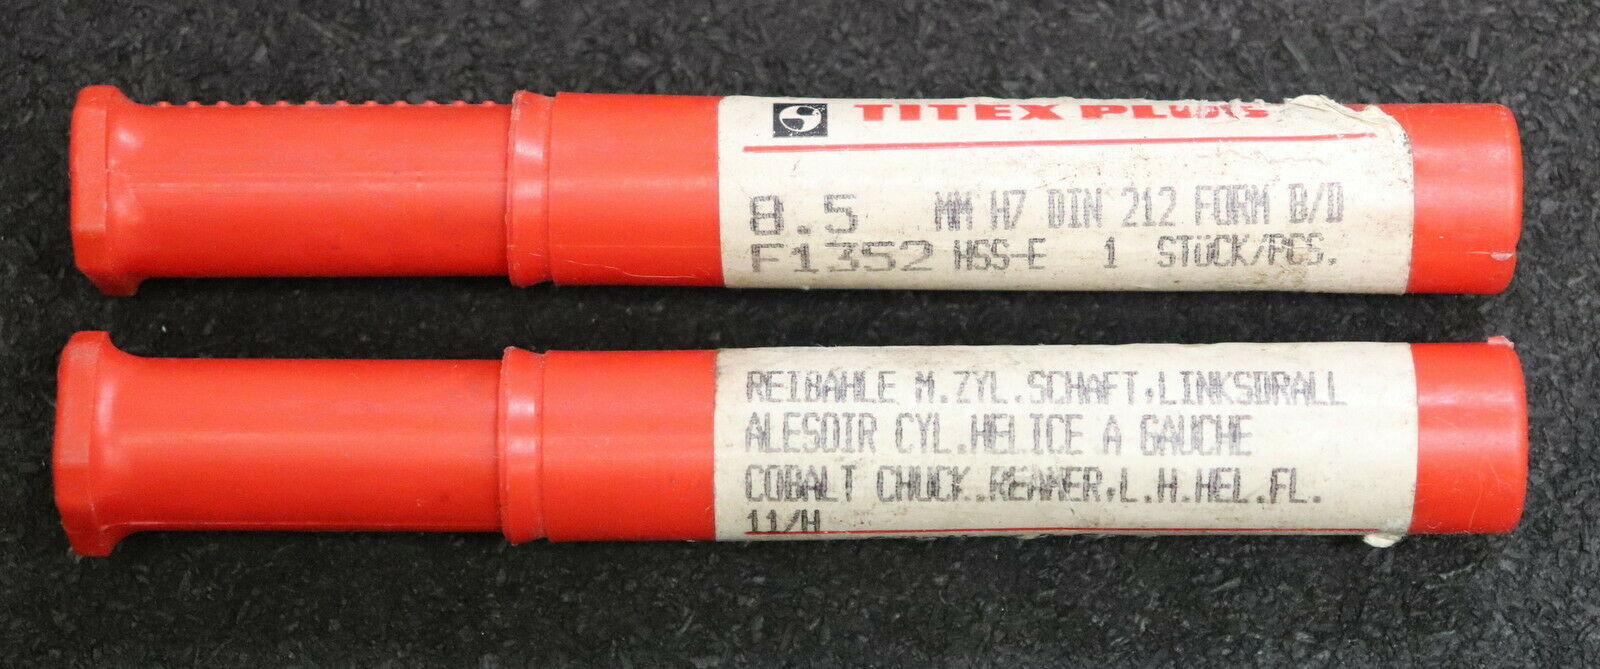 TITEX PLUS
8.5 MM H7 DIN 212 FORM B/D
F1352 HSS-E 1 STÜCK/PCS.
REIBAHLE M.ZYL.SCHAFT.LINKSDRALL
ALESOIR CYL.HELICE A GAUCHE
COBALT CHUCK.REAMER.L.H.HEL.FL.
11/H